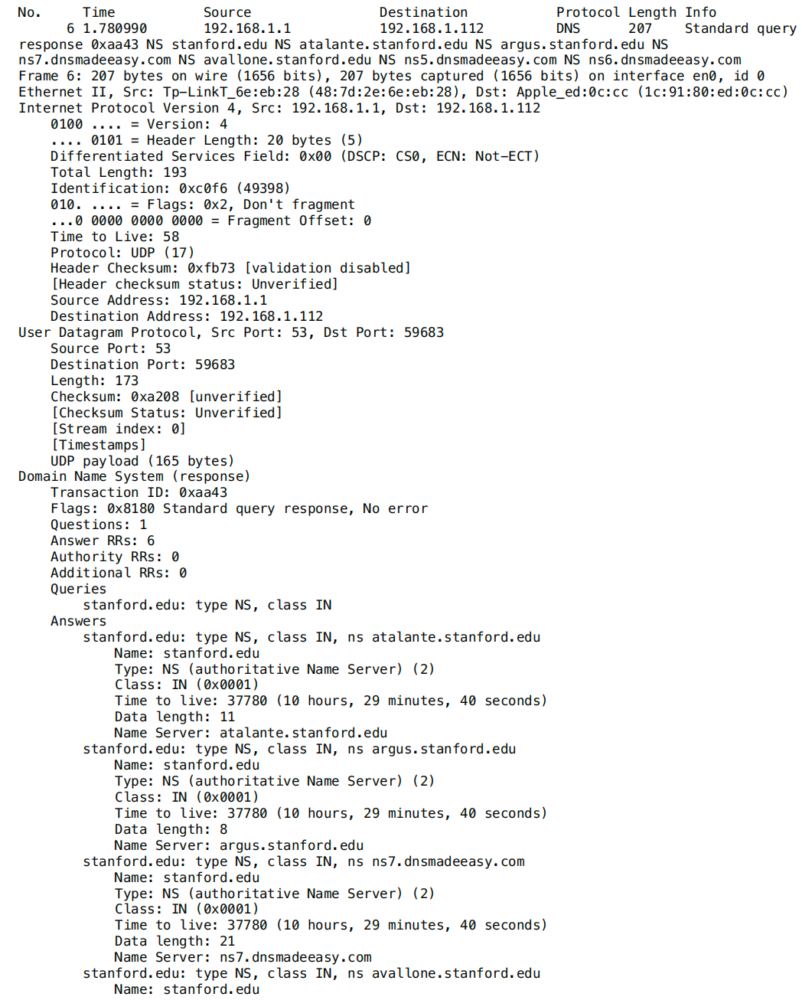 No. Time Source Destination Protocol Length Info
6 1.780990 192.168.1.1 192.168.1.112 DNS 207 Standard query
response 0xaa43 NS stanford.edu NS atalante.stanford.edu NS argus.stanford.edu NS
ns7.dnsmadeeasy.com NS avallone.stanford.edu NS ns5.dnsmadeeasy.com NS ns6.dnsmadeeasy.com
Frame 6: 207 bytes on wire (1656 bits), 207 bytes captured (1656 bits) on interface en0, id 0
Ethernet II, Src: Tp-LinkT_6e:eb:28 (48:7d:2e:6e:eb:28), Dst: Apple_ed:0c:cc (1c:91:80:ed:0c:cc)
Internet Protocol Version 4, Src: 192.168.1.1, Dst: 192.168.1.112
0100 .... = Version: 4
.... 0101 = Header Length: 20 bytes (5)
Differentiated Services Field: 0x00 (DSCP: CS0, ECN: Not-ECT)
Total Length: 193
Identification: 0xc0f6 (49398)
010. .... = Flags: 0x2, Don't fragment
...0 0000 0000 0000 = Fragment Offset: 0
Time to Live: 58
Protocol: UDP (17)
Header Checksum: 0xfb73 [validation disabled]
[Header checksum status: Unverified]
Source Address: 192.168.1.1
Destination Address: 192.168.1.112
User Datagram Protocol, Src Port: 53, Dst Port: 59683
Source Port: 53
Destination Port: 59683
Length: 173
Checksum: 0xa208 [unverified]
[Checksum Status: Unverified]
[Stream index: 0]
[Timestamps]
UDP payload (165 bytes)
Domain Name System (response)
Transaction ID: 0xaa43
Flags: 0x8180 Standard query response, No error
Questions: 1
Answer RRs: 6
Authority RRs: 0
Additional RRs: 0
Queries
stanford.edu: type NS, class IN
Answers
stanford.edu: type NS, class IN, ns atalante.stanford.edu
Name: stanford.edu
Type: NS (authoritative Name Server) (2)
Class: IN (0x0001)
Time to live: 37780 (10 hours, 29 minutes, 40 seconds)
Data length: 11
Name Server: atalante.stanford.edu
stanford.edu: type NS, class IN, ns argus.stanford.edu
Name: stanford.edu
Type: NS (authoritative Name Server) (2)
Class: IN (0x0001)
Time to live: 37780 (10 hours, 29 minutes, 40 seconds)
Data length: 8
Name Server: argus.stanford.edu
stanford.edu: type NS, class IN, ns ns7.dnsmadeeasy.com
Name: stanford.edu
Type: NS (authoritative Name Server) (2)
Class: IN (0x0001)
Time to live: 37780 (10 hours, 29 minutes, 40 seconds)
Data length: 21
Name Server: ns7.dnsmadeeasy.com
stanford.edu: type NS, class IN, ns avallone.stanford.edu
Name: stanford.edu